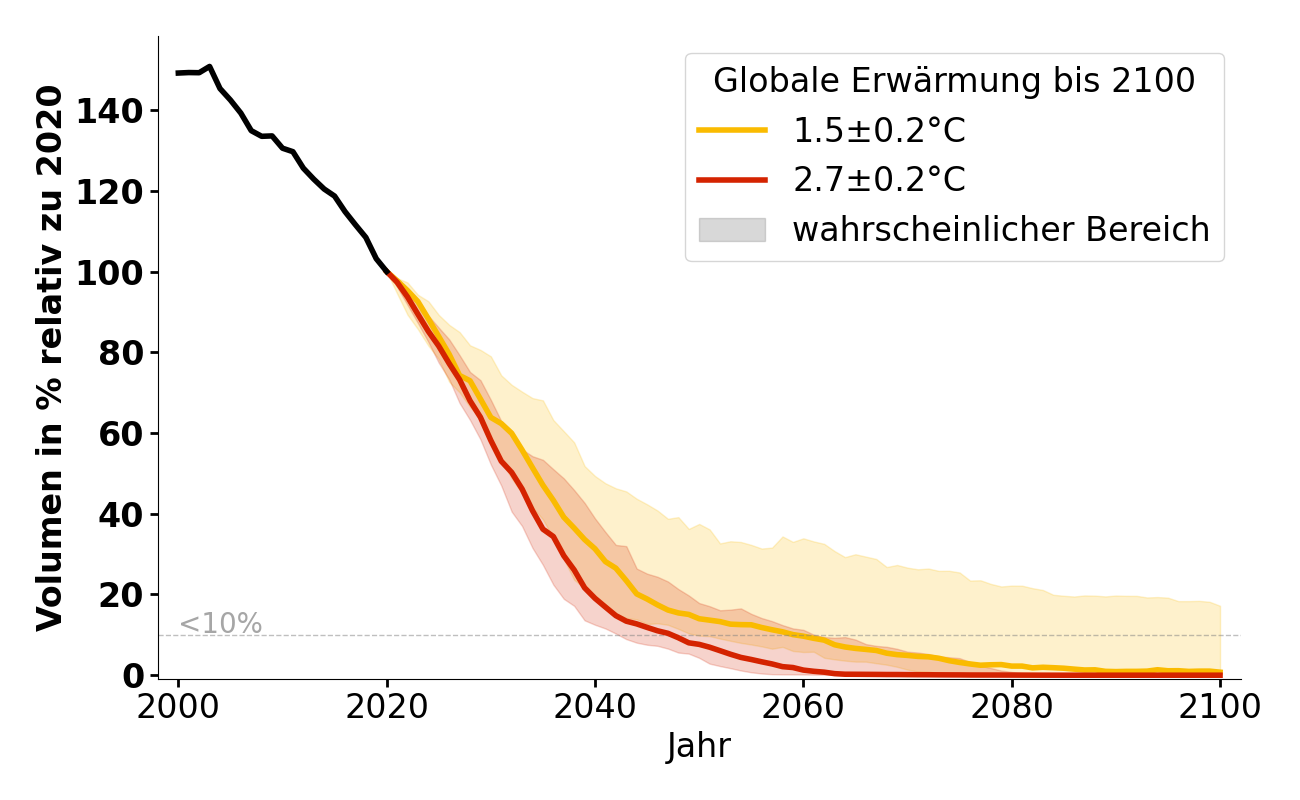 Globale Erwärmung bis 2100
1.5±0.2°C
2.7±0.2°C
wahrscheinlicher Bereich
Volumen in % relativ zu 2020
140
120
100
80
60
40
20
0
<10%
2000 2020 2040 2060 2080 2100
Jahr